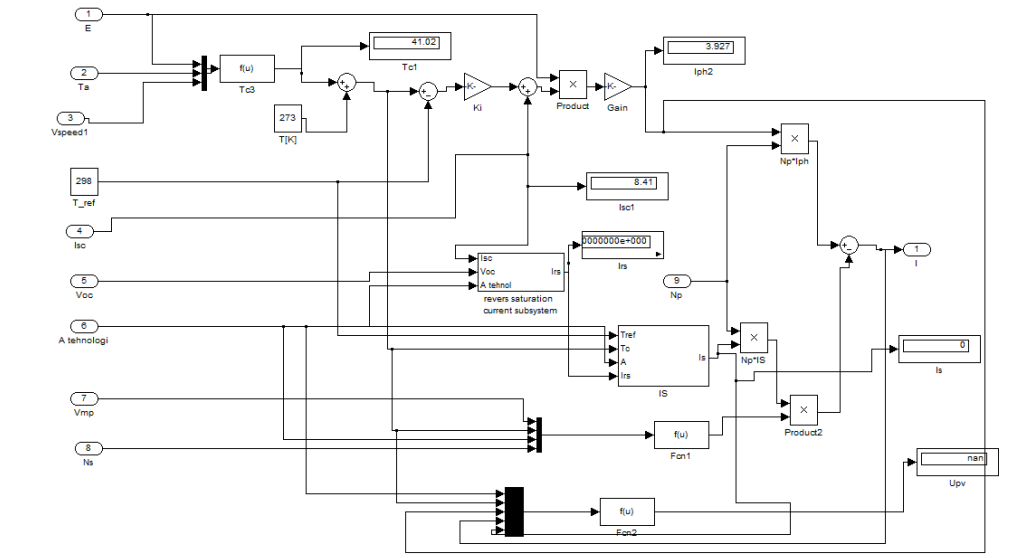 1
E
2
Ta
3
Vspeed1
f(u)
Tc3
41.02
Tc1
273
T[K]
298
T_ref
4
Isc
+
+
+
−
-K-
Ki
+
+
×
Product
-K-
Gain
3.927
Iph2
×
Np*Iph
8.41
Isc1
0000000e+000
Irs
5
Voc
Isc
Voc
A tehnol
Irs
revers saturation
current subsystem
9
Np
+
−
1
I
6
A tehnologi
Tref
Tc
A
Irs
Is
IS
×
Np*IS
0
Is
7
Vmp
8
Ns
f(u)
Fcn1
×
Product2
nan
Upv
f(u)
Fcn2